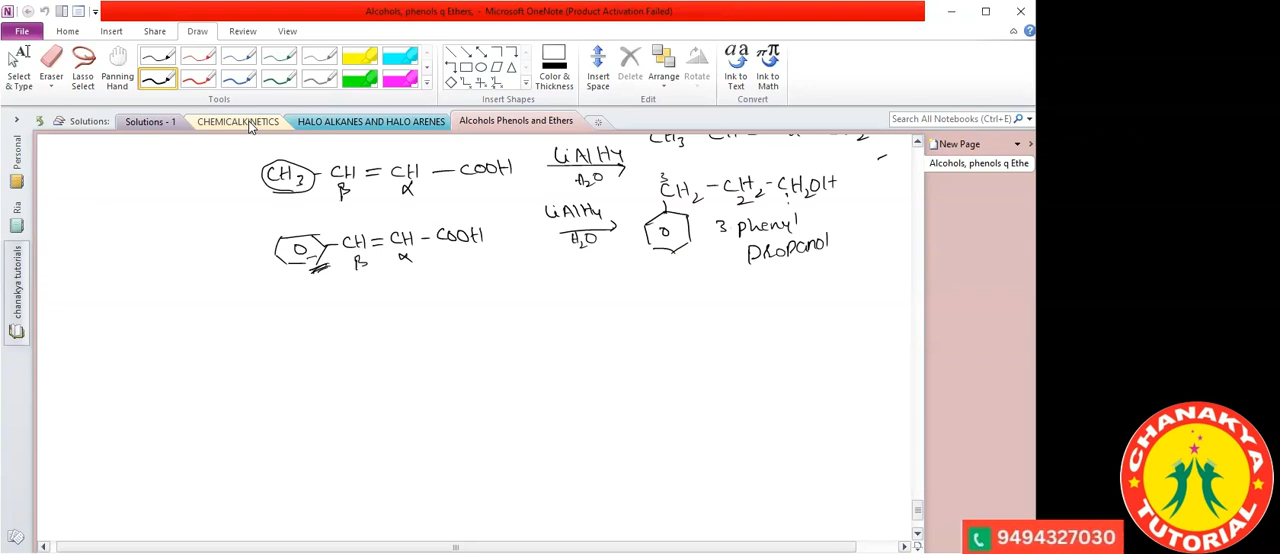 Alcohols, phenols q Ethers, - Microsoft OneNote (Product Activation Failed)
File Home Insert Share Draw Review View
Select & Type Eraser Lasso Select Panning Hand Color & Thickness Insert Space Delete Arrange Rotate Ink to Text Ink to Math
Tools Insert Shapes Edit Convert
Solutions: Solutions - 1 CHEMICALKINETICS HALO ALKANES AND HALO ARENES Alcohols Phenols and Ethers Search All Notebooks (Ctrl+E)
New Page
Alcohols, phenols q Ethe
Personal
Ria
chanakya tutorials
CH3 - CH = CH - COOH LiAlH4
β α H2O
3
CH2 - CH2 - CH2OH
2
O 3 phenyl
propanol
O CH = CH - COOH LiAlH4
β α H2O
CHANAKYA
TUTORIAL
9494327030